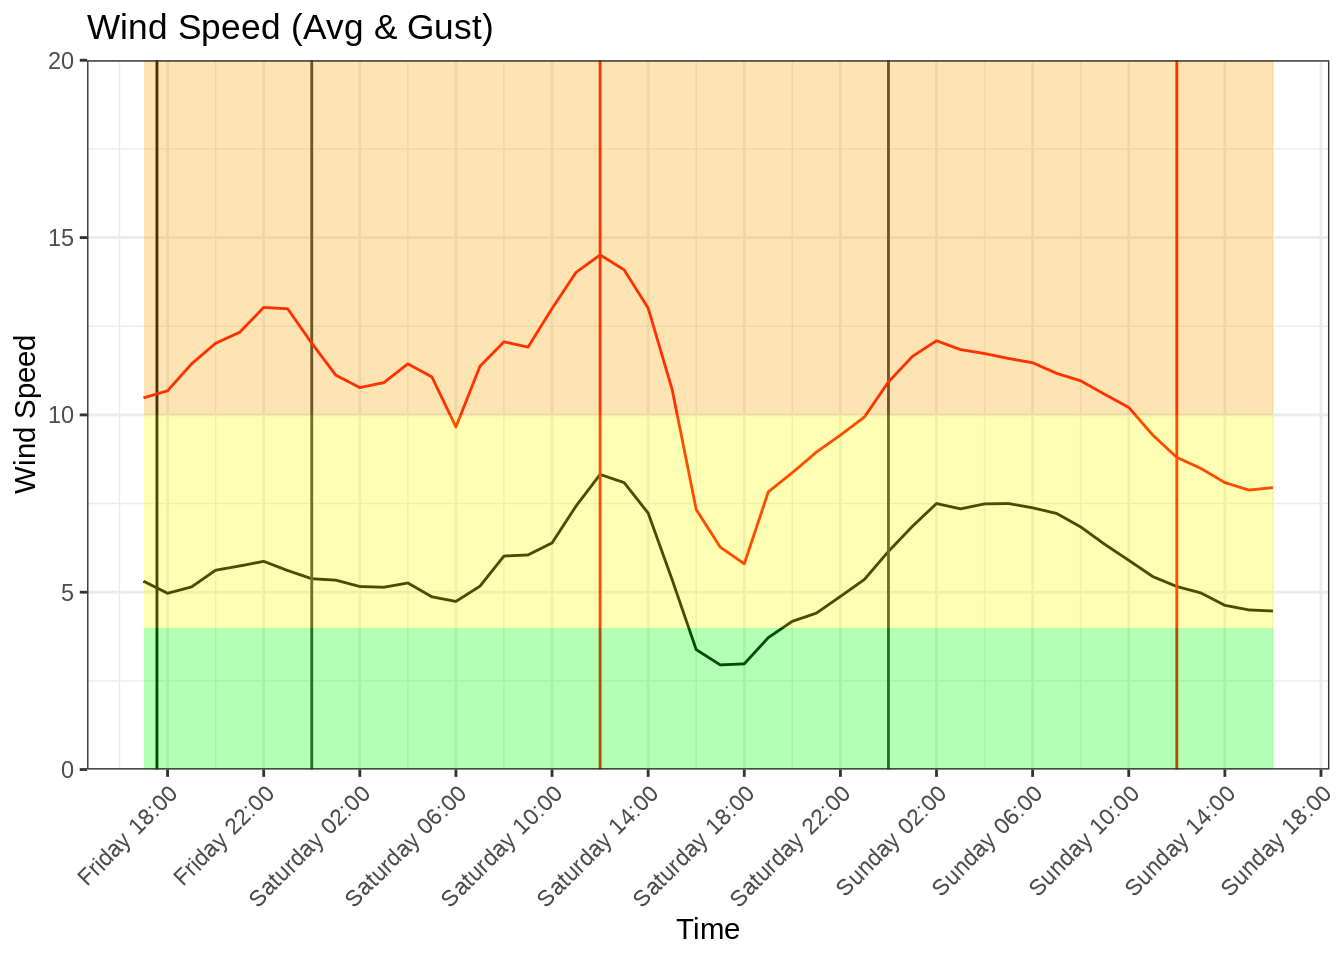 Wind Speed (Avg & Gust)
Wind Speed
20
15
10
5
0
Friday 18:00
Friday 22:00
Saturday 02:00
Saturday 06:00
Saturday 10:00
Saturday 14:00
Saturday 18:00
Saturday 22:00
Sunday 02:00
Sunday 06:00
Sunday 10:00
Sunday 14:00
Sunday 18:00
Time